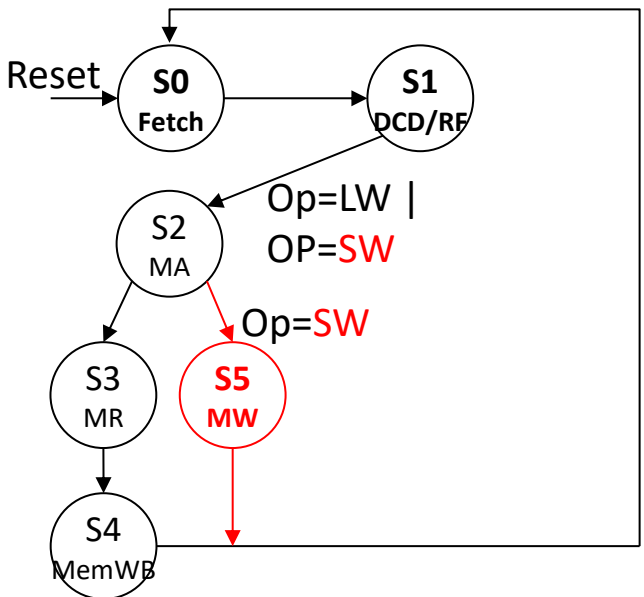 Reset
S0
Fetch
S1
DCD/RF
Op=LW |
OP=SW
S2
MA
Op=SW
S3
MR
S5
MW
S4
MemWB